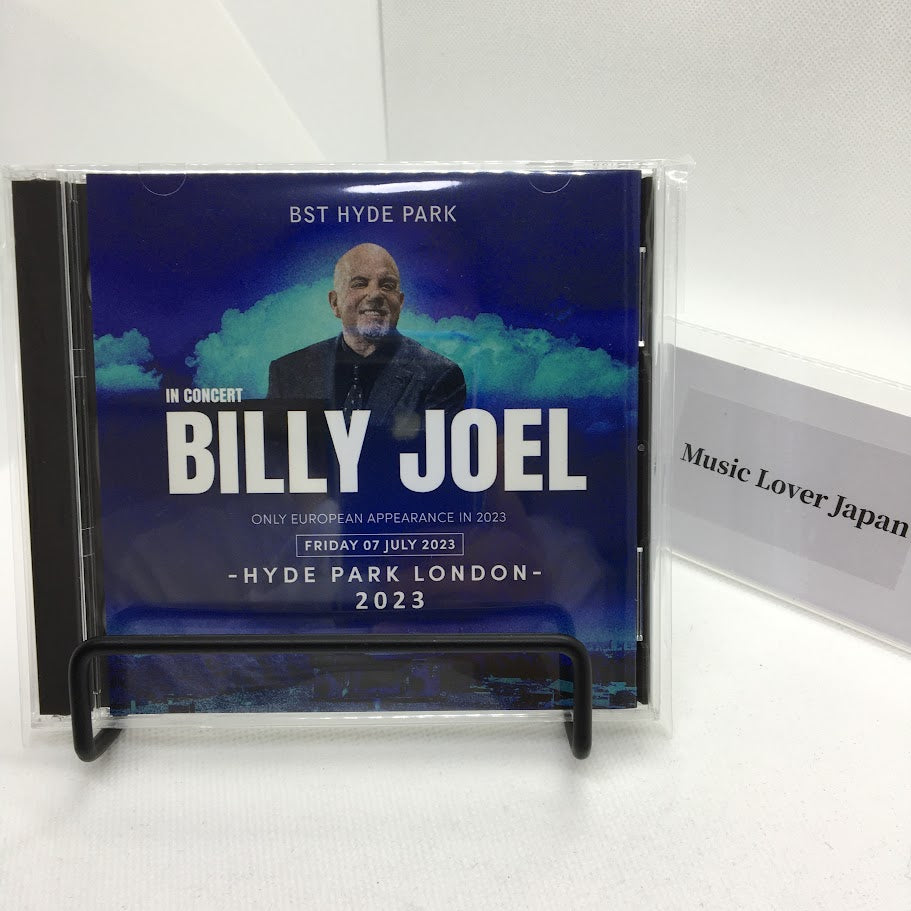 BST HYDE PARK
IN CONCERT
BILLY JOEL
ONLY EUROPEAN APPEARANCE IN 2023
FRIDAY 07 JULY 2023
-HYDE PARK LONDON-
2023
Music Lover Japan